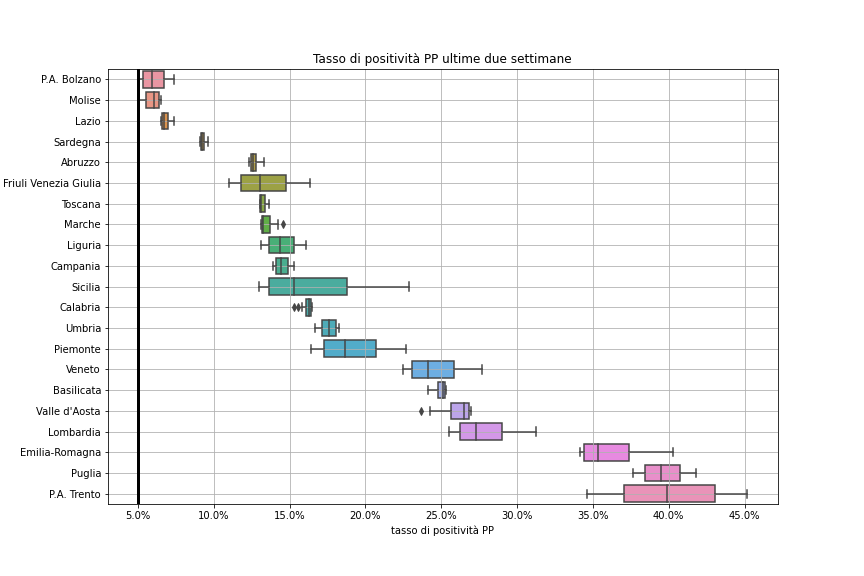 Tasso di positività PP ultime due settimane
P.A. Bolzano
Molise
Lazio
Sardegna
Abruzzo
Friuli Venezia Giulia
Toscana
Marche
Liguria
Campania
Sicilia
Calabria
Umbria
Piemonte
Veneto
Basilicata
Valle d'Aosta
Lombardia
Emilia-Romagna
Puglia
P.A. Trento
5.0% 10.0% 15.0% 20.0% 25.0% 30.0% 35.0% 40.0% 45.0%
tasso di positività PP